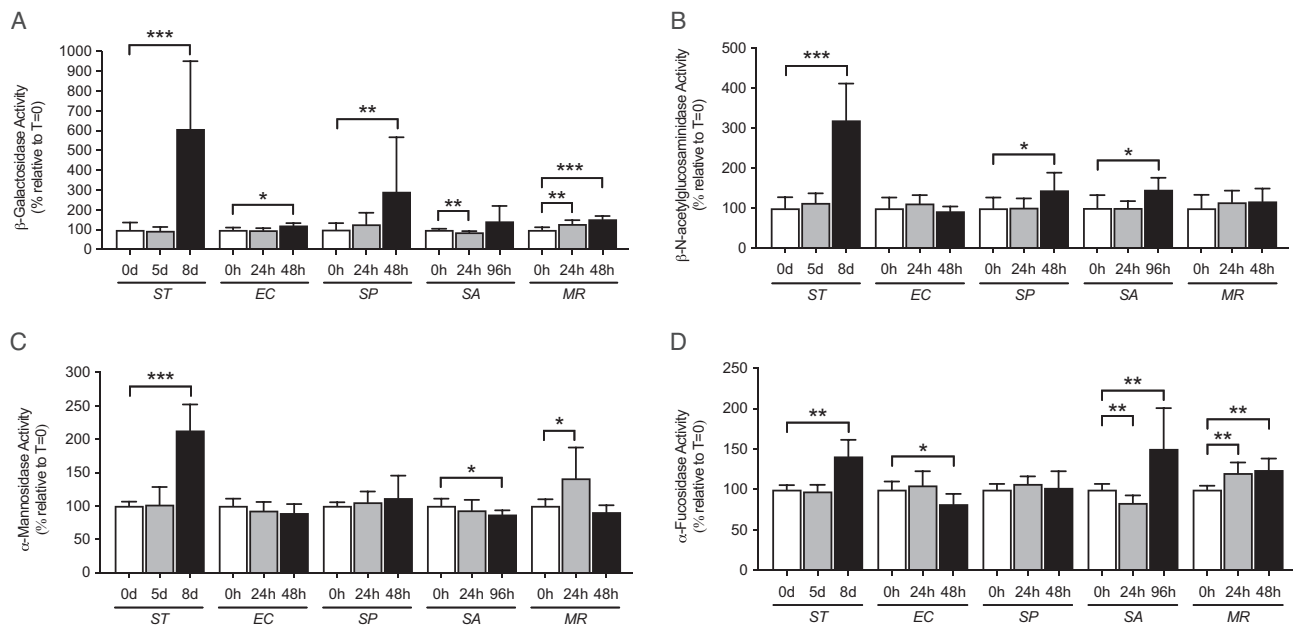 A
β-Galactosidase Activity
(% relative to T=0)
1000
900
800
700
600
500
400
300
200
100
0
***
*
**
**
**
***
0d 5d 8d 0h 24h 48h 0h 24h 48h 0h 24h 96h 0h 24h 48h
ST EC SP SA MR
B
β-N-acetylglucosaminidase Activity
(% relative to T=0)
500
400
300
200
100
0
***
*
*
0d 5d 8d 0h 24h 48h 0h 24h 48h 0h 24h 96h 0h 24h 48h
ST EC SP SA MR
C
α-Mannosidase Activity
(% relative to T=0)
300
250
200
150
100
50
0
***
*
*
0d 5d 8d 0h 24h 48h 0h 24h 48h 0h 24h 96h 0h 24h 48h
ST EC SP SA MR
D
α-Fucosidase Activity
(% relative to T=0)
250
200
150
100
50
0
**
*
**
**
**
**
0d 5d 8d 0h 24h 48h 0h 24h 48h 0h 24h 96h 0h 24h 48h
ST EC SP SA MR